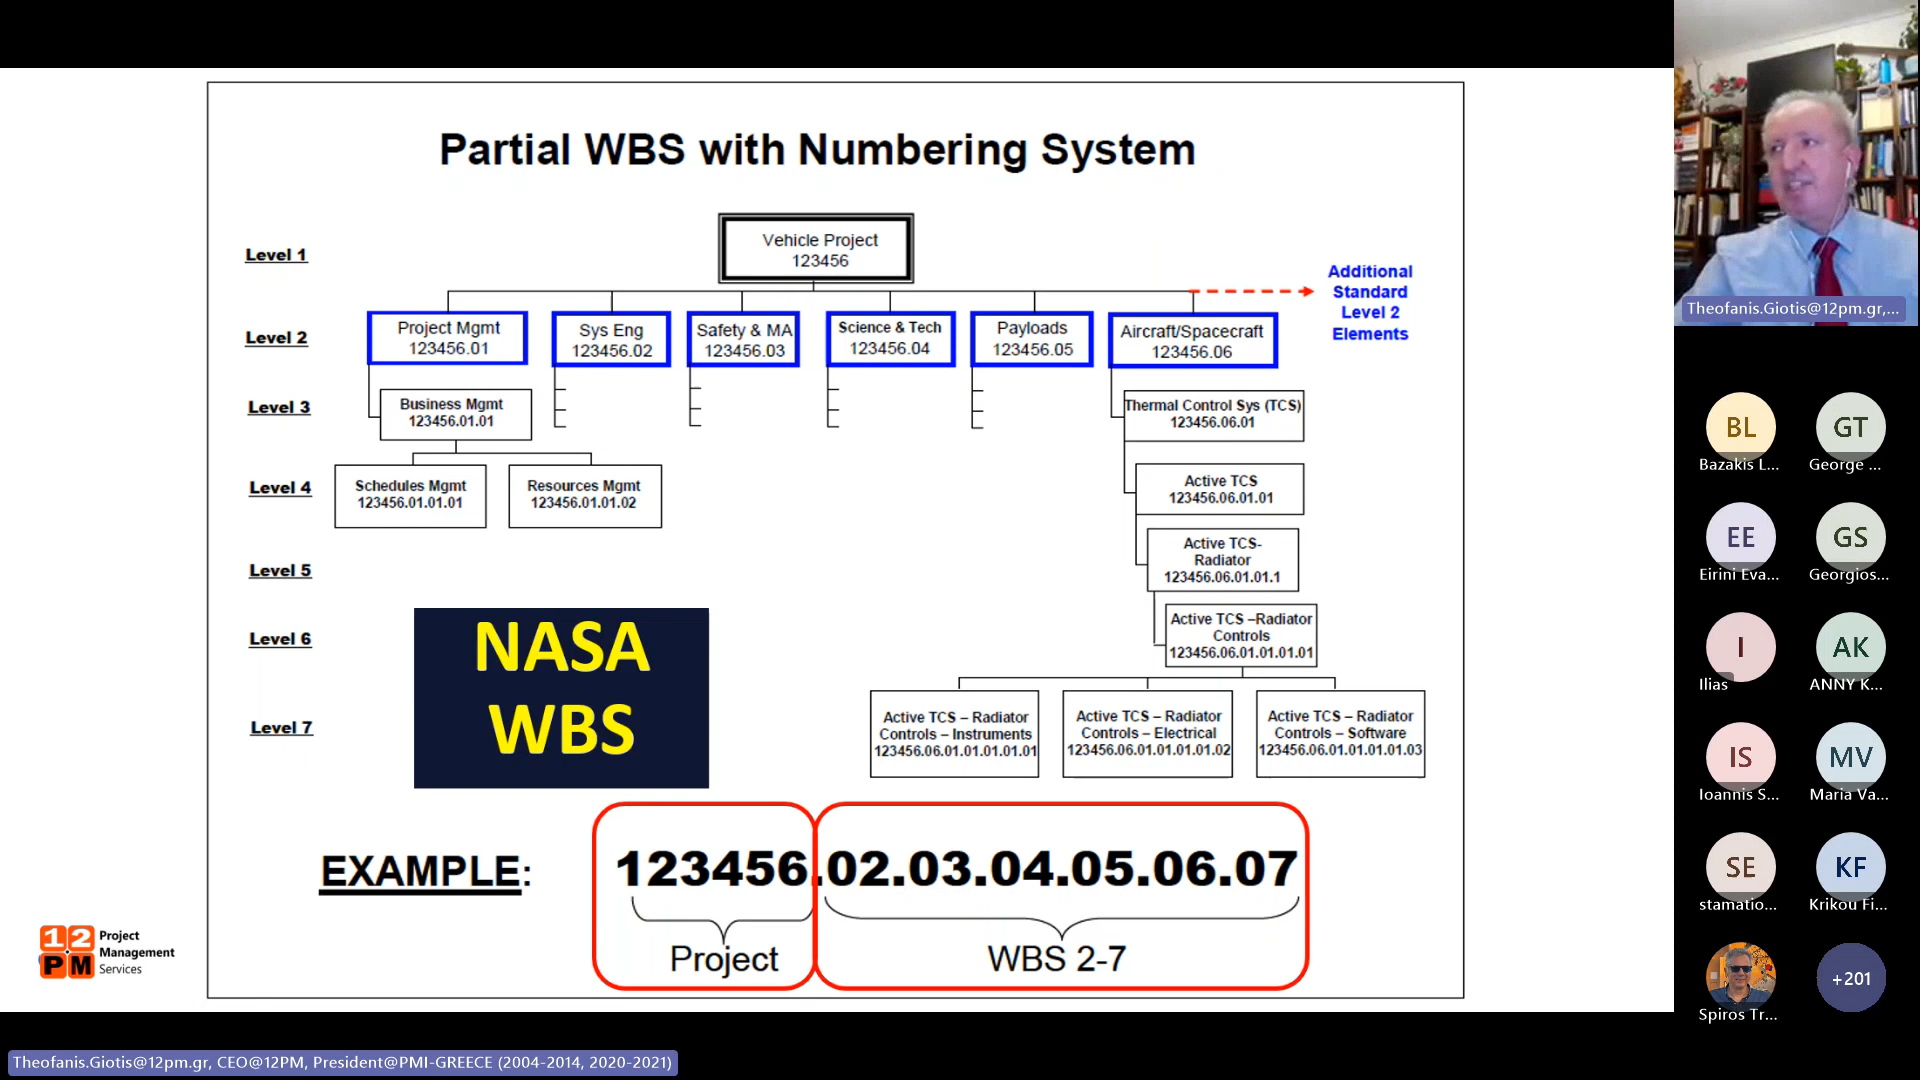 Partial WBS with Numbering System
Level 1
Vehicle Project
123456
Additional
Standard
Level 2
Elements
Level 2
Project Mgmt
123456.01
Sys Eng
123456.02
Safety & MA
123456.03
Science & Tech
123456.04
Payloads
123456.05
Aircraft/Spacecraft
123456.06
Level 3
Business Mgmt
123456.01.01
Thermal Control Sys (TCS)
123456.06.01
Level 4
Schedules Mgmt
123456.01.01.01
Resources Mgmt
123456.01.01.02
Active TCS
123456.06.01.01
Level 5
Active TCS-
Radiator
123456.06.01.01.1
Level 6
Active TCS –Radiator
Controls
123456.06.01.01.01.01
Level 7
Active TCS – Radiator
Controls – Instruments
123456.06.01.01.01.01.01
Active TCS – Radiator
Controls – Electrical
123456.06.01.01.01.01.02
Active TCS – Radiator
Controls – Software
123456.06.01.01.01.01.03
NASA
WBS
EXAMPLE:
123456.02.03.04.05.06.07
Project
WBS 2-7
12
PM
Project
Management
Services
Theofanis.Giotis@12pm.gr, CEO@12PM, President@PMI-GREECE (2004-2014, 2020-2021)
Theofanis.Giotis@12pm.gr,...
BL
Bazakis L...
GT
George ...
EE
Eirini Eva...
GS
Georgios...
I
Ilias
AK
ANNY K...
IS
Ioannis S...
MV
Maria Va...
SE
stamatio...
KF
Krikou Fi...
Spiros Tr...
+201